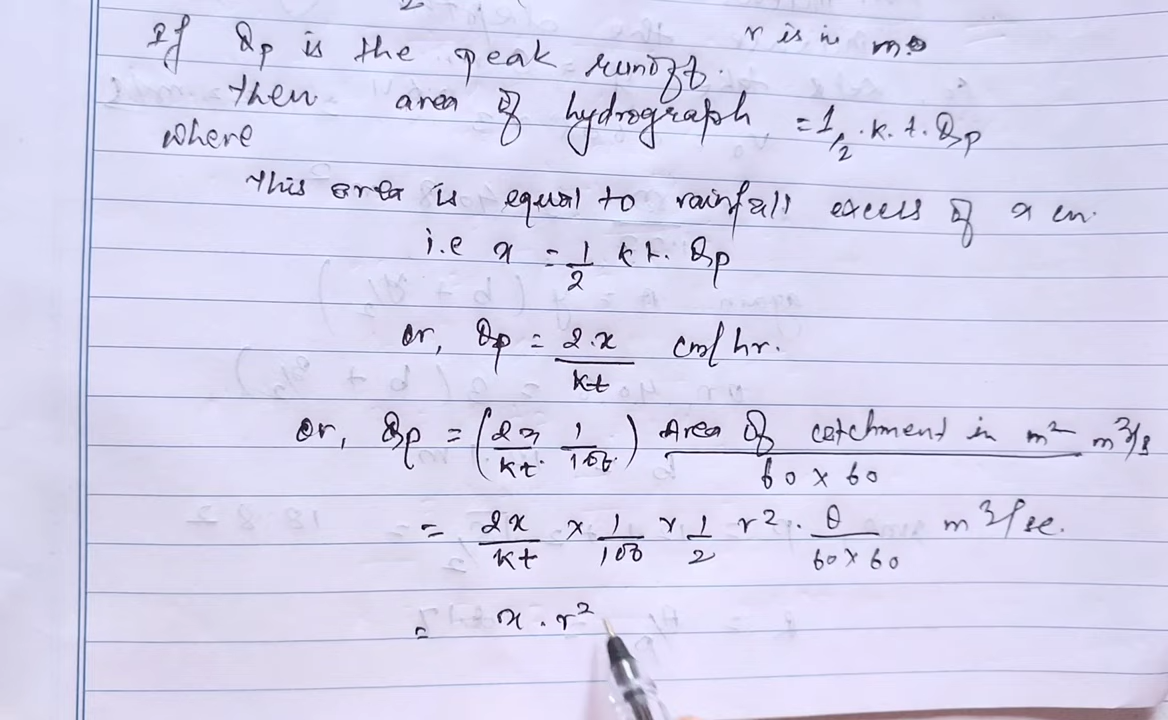 r is in m.
If Qp is the peak runoff.
then area of hydrograph = 1/2 . k. t. Qp
where
This area is equal to rainfall excess of x cm.
i.e x = 1/2 k t. Qp
or, Qp = 2.x/kt cm/hr.
or, Qp = (2x/kt. 1/100) Area of catchment in m²/60 x 60 m³/s
= 2x/kt x 1/100 x 1/2 r². θ/60 x 60 m³/se.
= x . r²